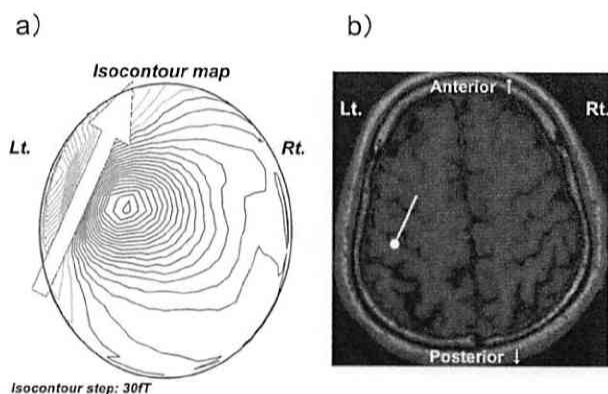 a)
Isocontour map
Lt.
Rt.
Isocontour step: 30fT
b)
Anterior ↑
Lt.
Rt.
Posterior ↓